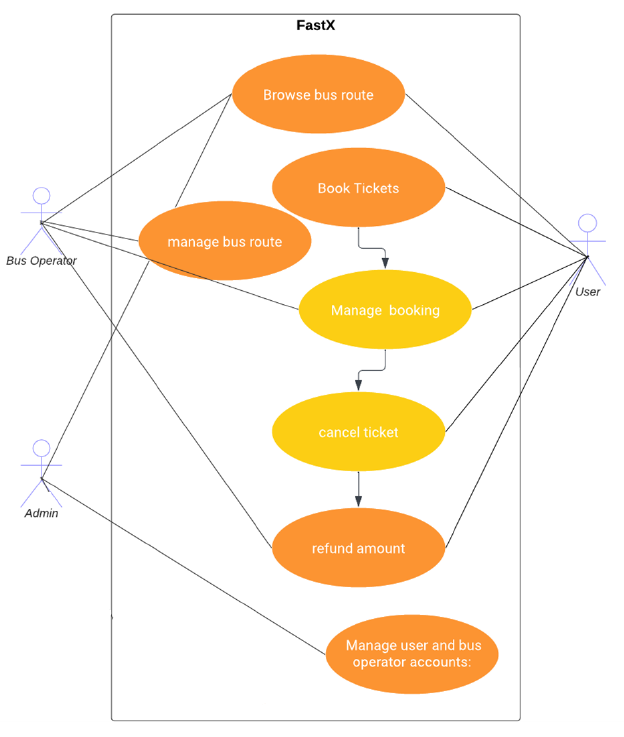 FastX
Browse bus route
Book Tickets
manage bus route
Bus Operator
User
Manage booking
cancel ticket
Admin
refund amount
Manage user and bus
operator accounts: